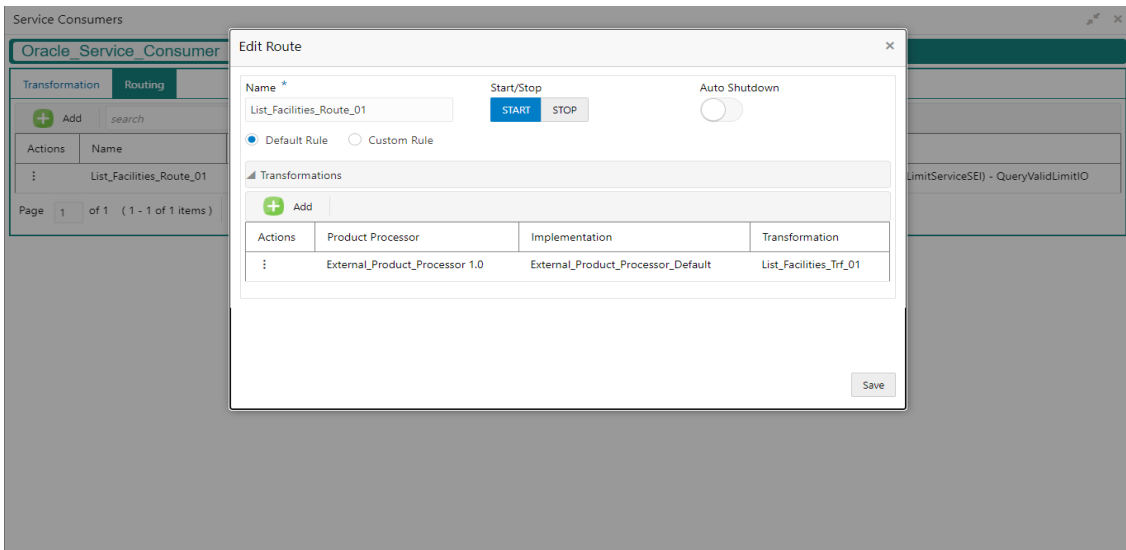 Service Consumers
Oracle_Service_Consumer
Transformation Routing
Add search
Actions Name
List_Facilities_Route_01 LimitServiceSEI) - QueryValidLimitIO
Page 1 of 1 ( 1 - 1 of 1 items )
Edit Route
Name * Start/Stop Auto Shutdown
List_Facilities_Route_01 START STOP
Default Rule Custom Rule
Transformations
Add
Actions Product Processor Implementation Transformation
External_Product_Processor 1.0 External_Product_Processor_Default List_Facilities_Trf_01
Save